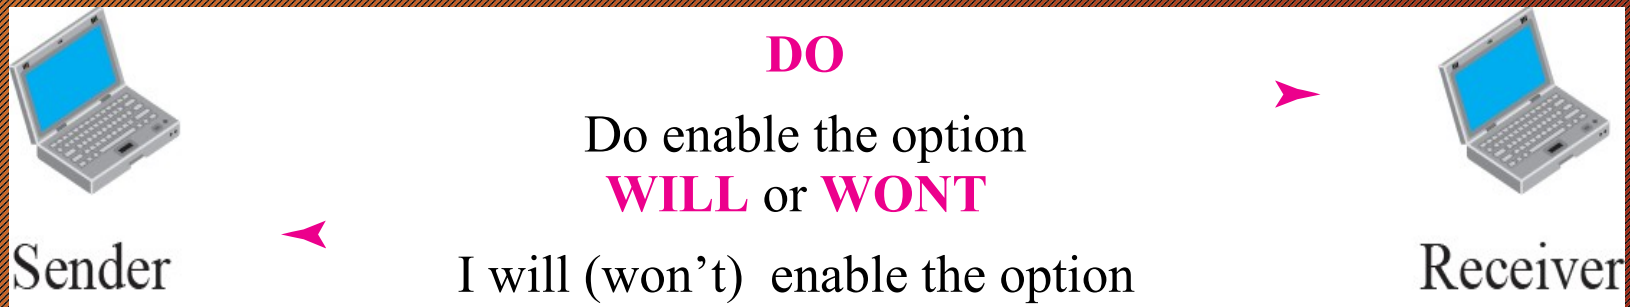 DO
Do enable the option
WILL or WONT
I will (won’t) enable the option
Sender
Receiver